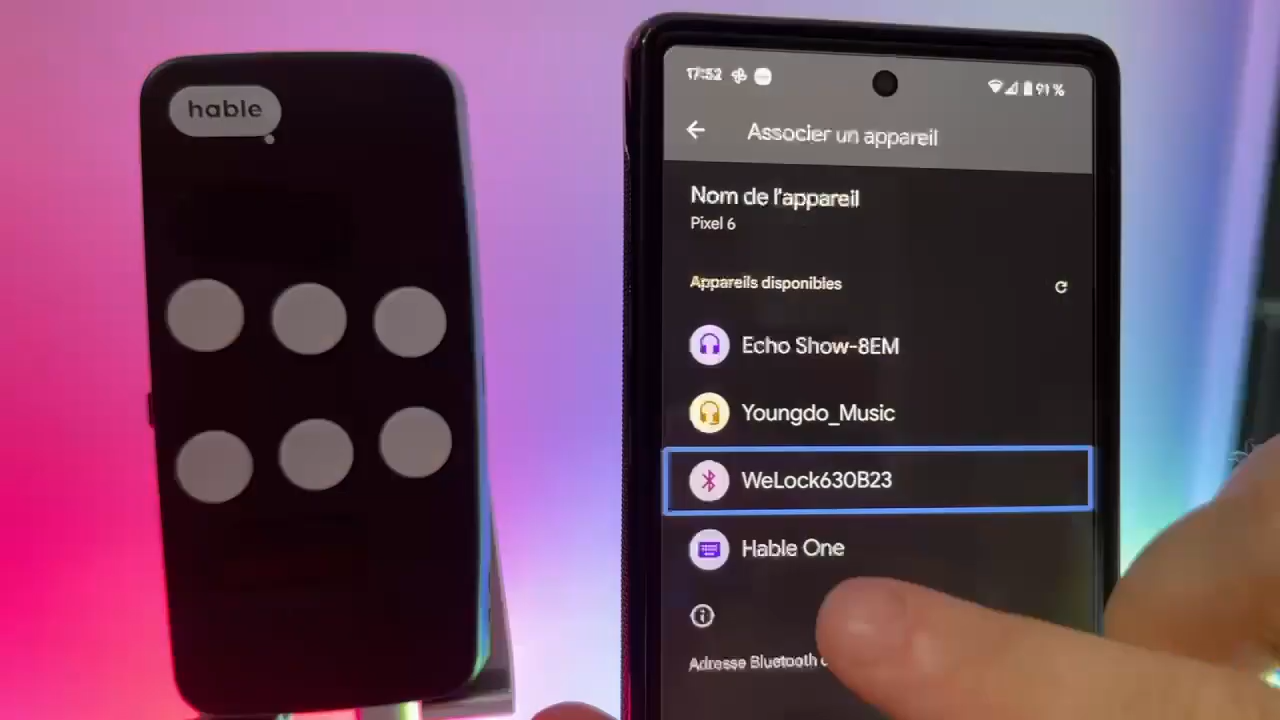 hable
17:52
91 %
Associer un appareil
Nom de l'appareil
Pixel 6
Appareils disponibles
Echo Show-8EM
Youngdo_Music
WeLock630B23
Hable One
Adresse Bluetooth